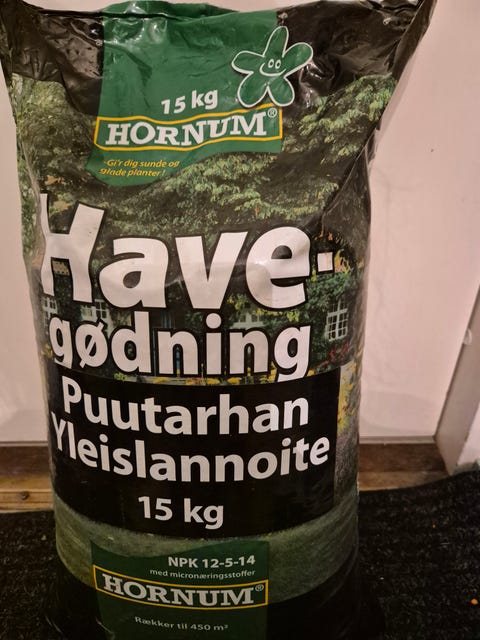 15 kg
HORNUM®
-Gi'r dig sunde og
glade planter!
Have-
gødning
Puutarhan
Yleislannoite
15 kg
NPK 12-5-14
med micronæringsstoffer
HORNUM®
Rækker til 450 m²